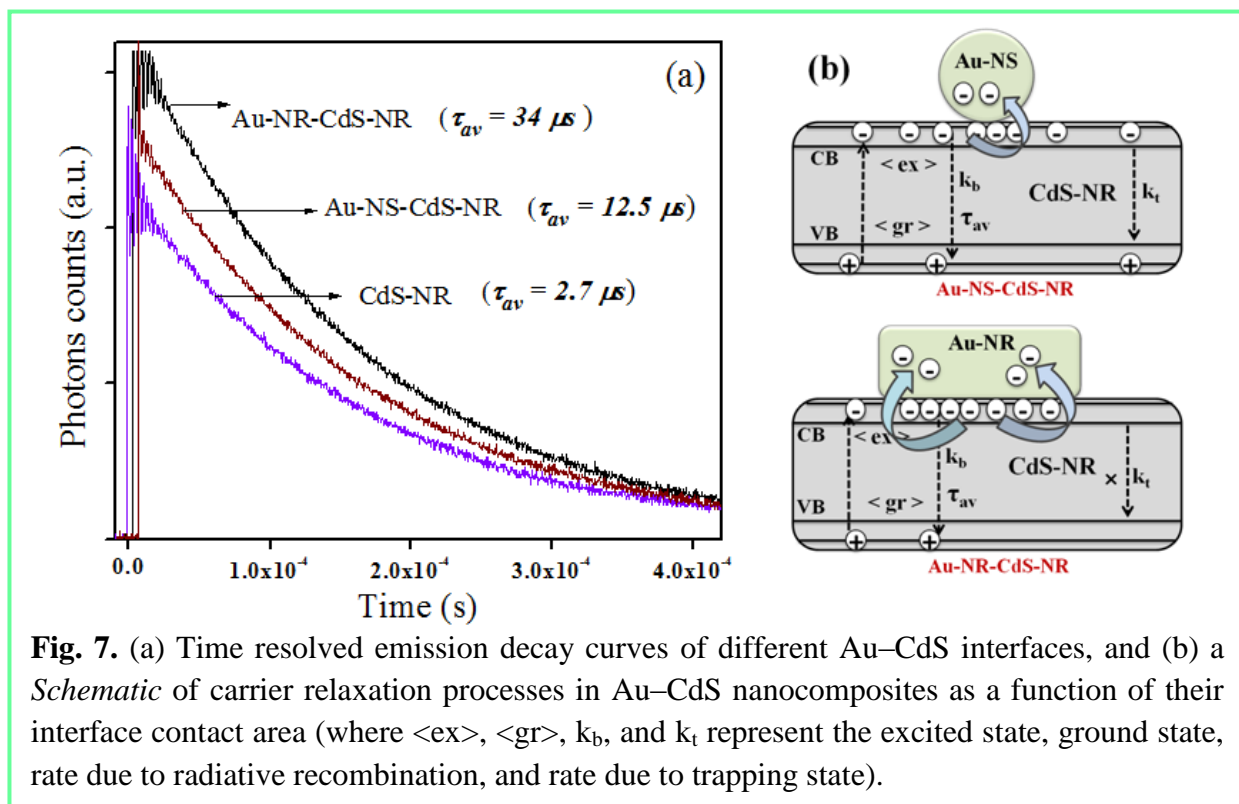 (a)
Au-NR-CdS-NR (τav = 34 μs)
Au-NS-CdS-NR (τav = 12.5 μs)
CdS-NR (τav = 2.7 μs)
Photons counts (a.u.)
0.0 1.0x10-4 2.0x10-4 3.0x10-4 4.0x10-4
Time (s)
(b)
Au-NS
- -
- - - - - - - -
CB < ex > kb CdS-NR kt
VB < gr > τav
+ + +
Au-NS-CdS-NR
Au-NR
- - - -
- - - - - - - -
CB < ex > kb CdS-NR × kt
VB < gr > τav
+ +
Au-NR-CdS-NR
Fig. 7. (a) Time resolved emission decay curves of different Au–CdS interfaces, and (b) a
Schematic of carrier relaxation processes in Au–CdS nanocomposites as a function of their
interface contact area (where <ex>, <gr>, kb, and kt represent the excited state, ground state,
rate due to radiative recombination, and rate due to trapping state).